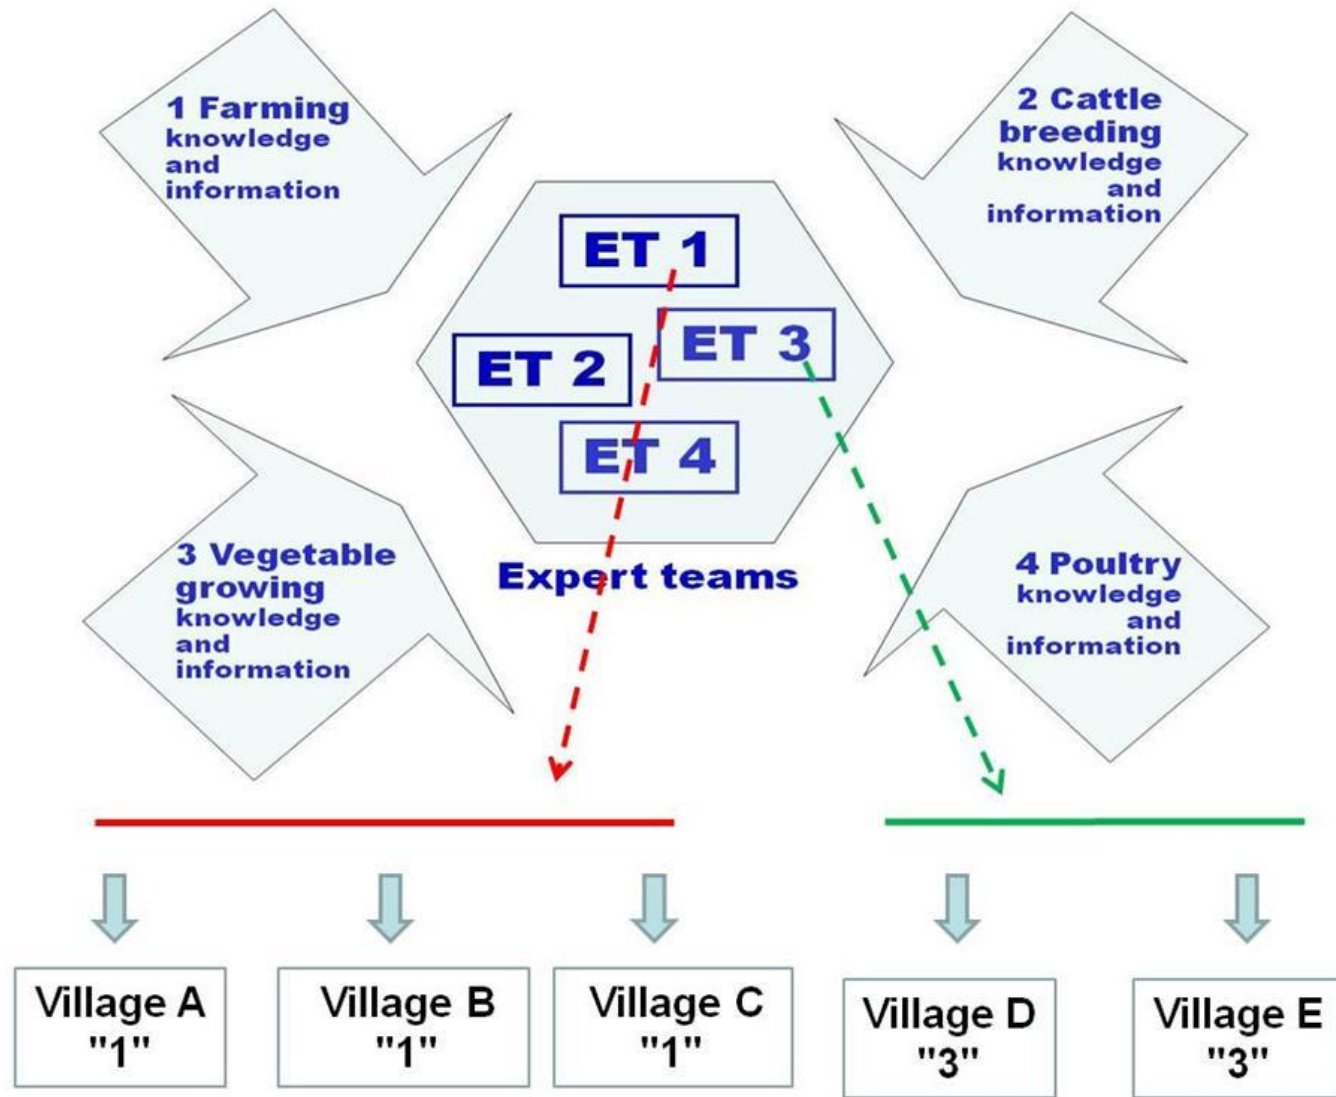 1 Farming
knowledge
and
information
2 Cattle
breeding
knowledge
and
information
ET 1
ET 3
ET 2
ET 4
Expert teams
3 Vegetable
growing
knowledge
and
information
4 Poultry
knowledge
and
information
Village A
"1"
Village B
"1"
Village C
"1"
Village D
"3"
Village E
"3"